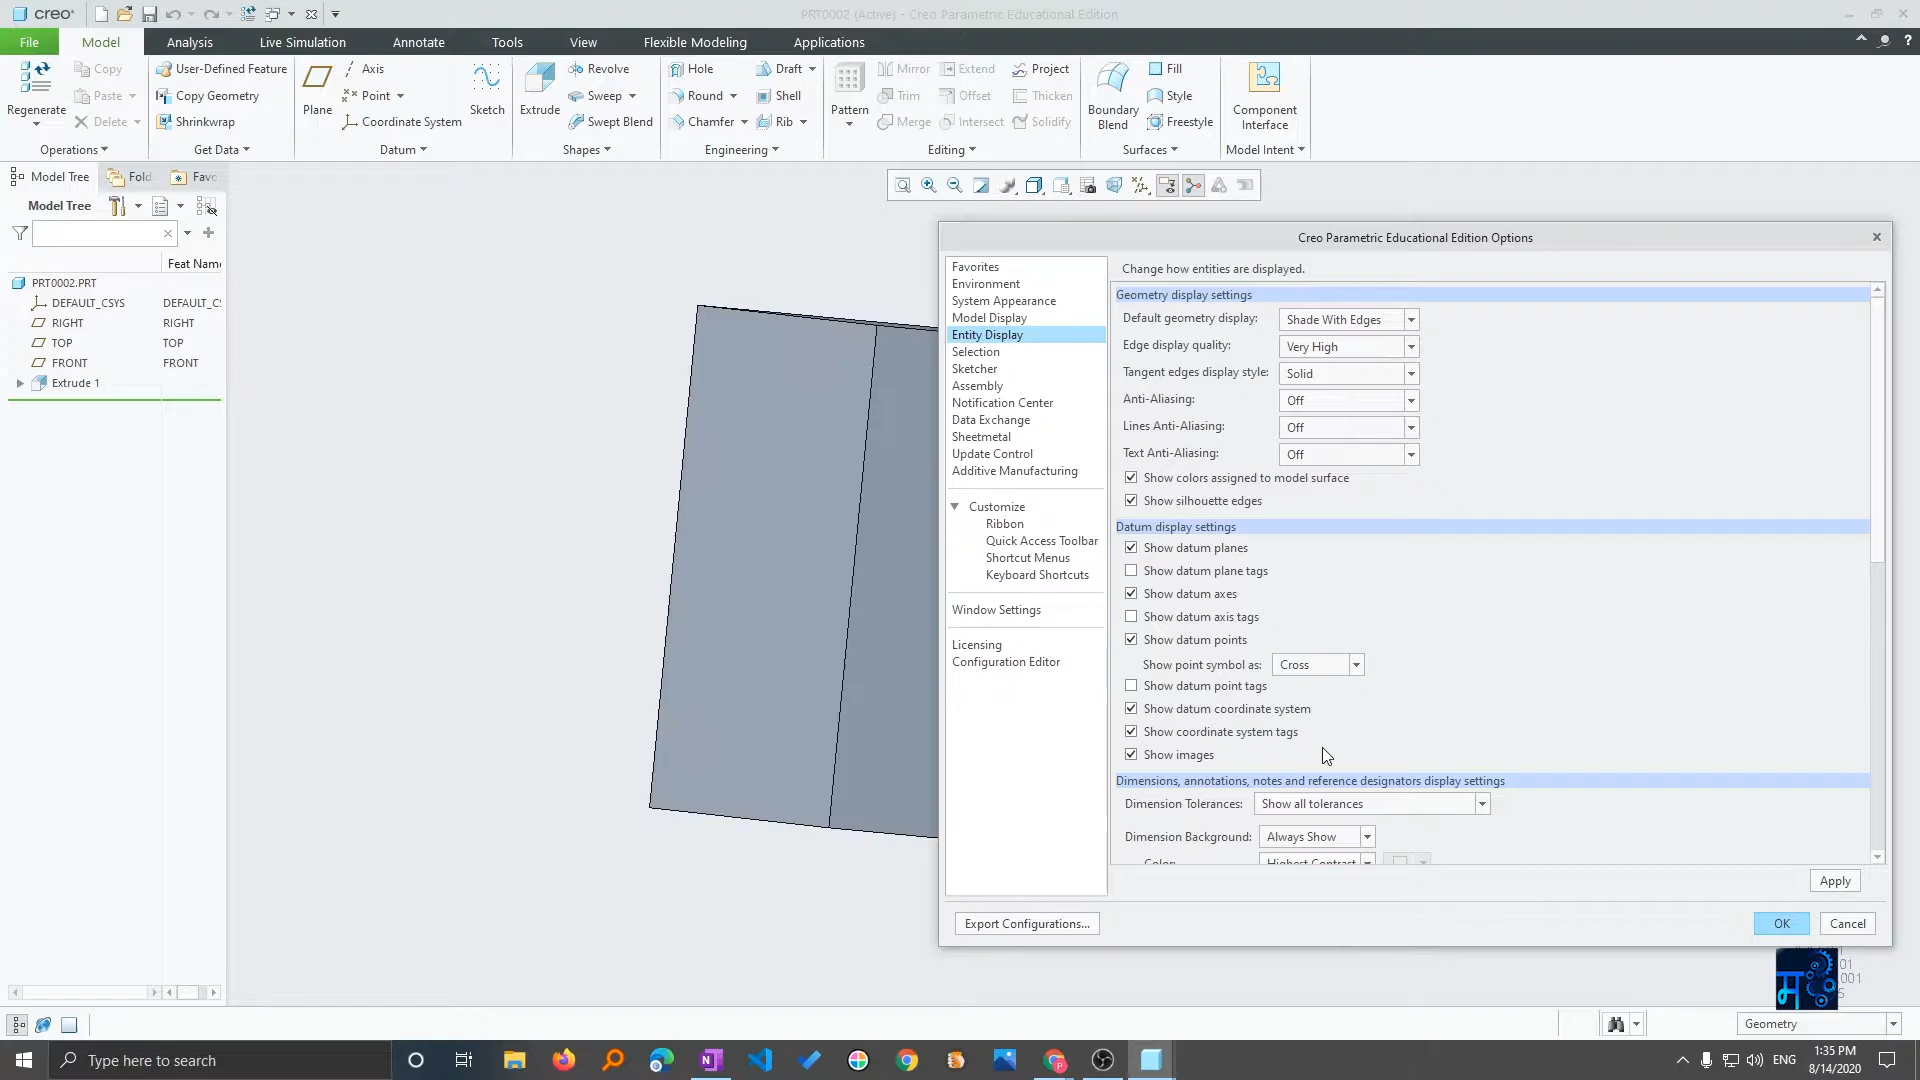 creo°
PRT0002 (Active) - Creo Parametric Educational Edition
File Model Analysis Live Simulation Annotate Tools View Flexible Modeling Applications
Regenerate
Copy
Paste
Delete
Operations
User-Defined Feature
Copy Geometry
Shrinkwrap
Get Data
Plane
Axis
Point
Coordinate System
Sketch
Datum
Extrude
Revolve
Sweep
Swept Blend
Shapes
Hole
Round
Chamfer
Draft
Shell
Rib
Engineering
Pattern
Mirror
Trim
Merge
Extend
Offset
Intersect
Project
Thicken
Solidify
Editing
Boundary
Blend
Fill
Style
Freestyle
Surfaces
Component
Interface
Model Intent
Model Tree Fold Favo
Model Tree
Feat Name
PRT0002.PRT
DEFAULT_CSYS DEFAULT_CS
RIGHT RIGHT
TOP TOP
FRONT FRONT
Extrude 1
Creo Parametric Educational Edition Options
Favorites
Environment
System Appearance
Model Display
Entity Display
Selection
Sketcher
Assembly
Notification Center
Data Exchange
Sheetmetal
Update Control
Additive Manufacturing
Customize
Ribbon
Quick Access Toolbar
Shortcut Menus
Keyboard Shortcuts
Window Settings
Licensing
Configuration Editor
Change how entities are displayed.
Geometry display settings
Default geometry display: Shade With Edges
Edge display quality: Very High
Tangent edges display style: Solid
Anti-Aliasing: Off
Lines Anti-Aliasing: Off
Text Anti-Aliasing: Off
Show colors assigned to model surface
Show silhouette edges
Datum display settings
Show datum planes
Show datum plane tags
Show datum axes
Show datum axis tags
Show datum points
Show point symbol as: Cross
Show datum point tags
Show datum coordinate system
Show coordinate system tags
Show images
Dimensions, annotations, notes and reference designators display settings
Dimension Tolerances: Show all tolerances
Dimension Background: Always Show
Color: Highest Contrast
Apply
Export Configurations... OK Cancel
01
.001
म
Geometry
Type here to search
ENG
1:35 PM
8/14/2020